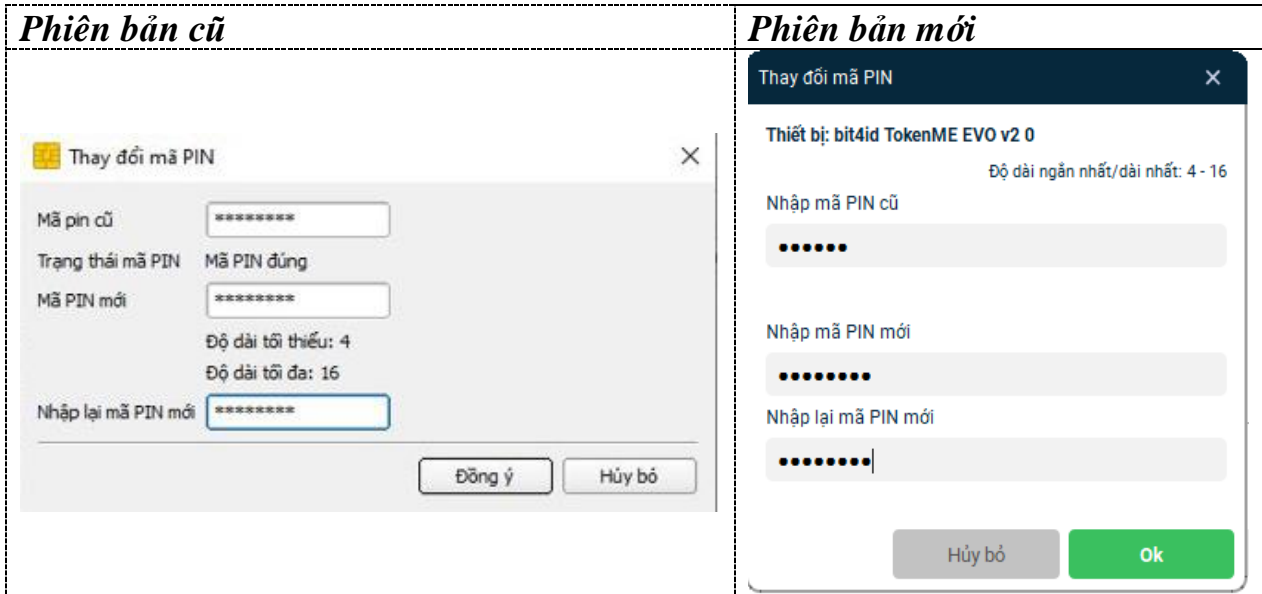 Phiên bản cũ
Phiên bản mới
Thay đổi mã PIN
Mã pin cũ ********
Trạng thái mã PIN Mã PIN đúng
Mã PIN mới ********
Độ dài tối thiểu: 4
Độ dài tối đa: 16
Nhập lại mã PIN mới ********
Đồng ý Hủy bỏ
Thay đổi mã PIN
Thiết bị: bit4id TokenME EVO v2 0
Độ dài ngắn nhất/dài nhất: 4 - 16
Nhập mã PIN cũ
••••••
Nhập mã PIN mới
••••••••
Nhập lại mã PIN mới
••••••••
Hủy bỏ Ok